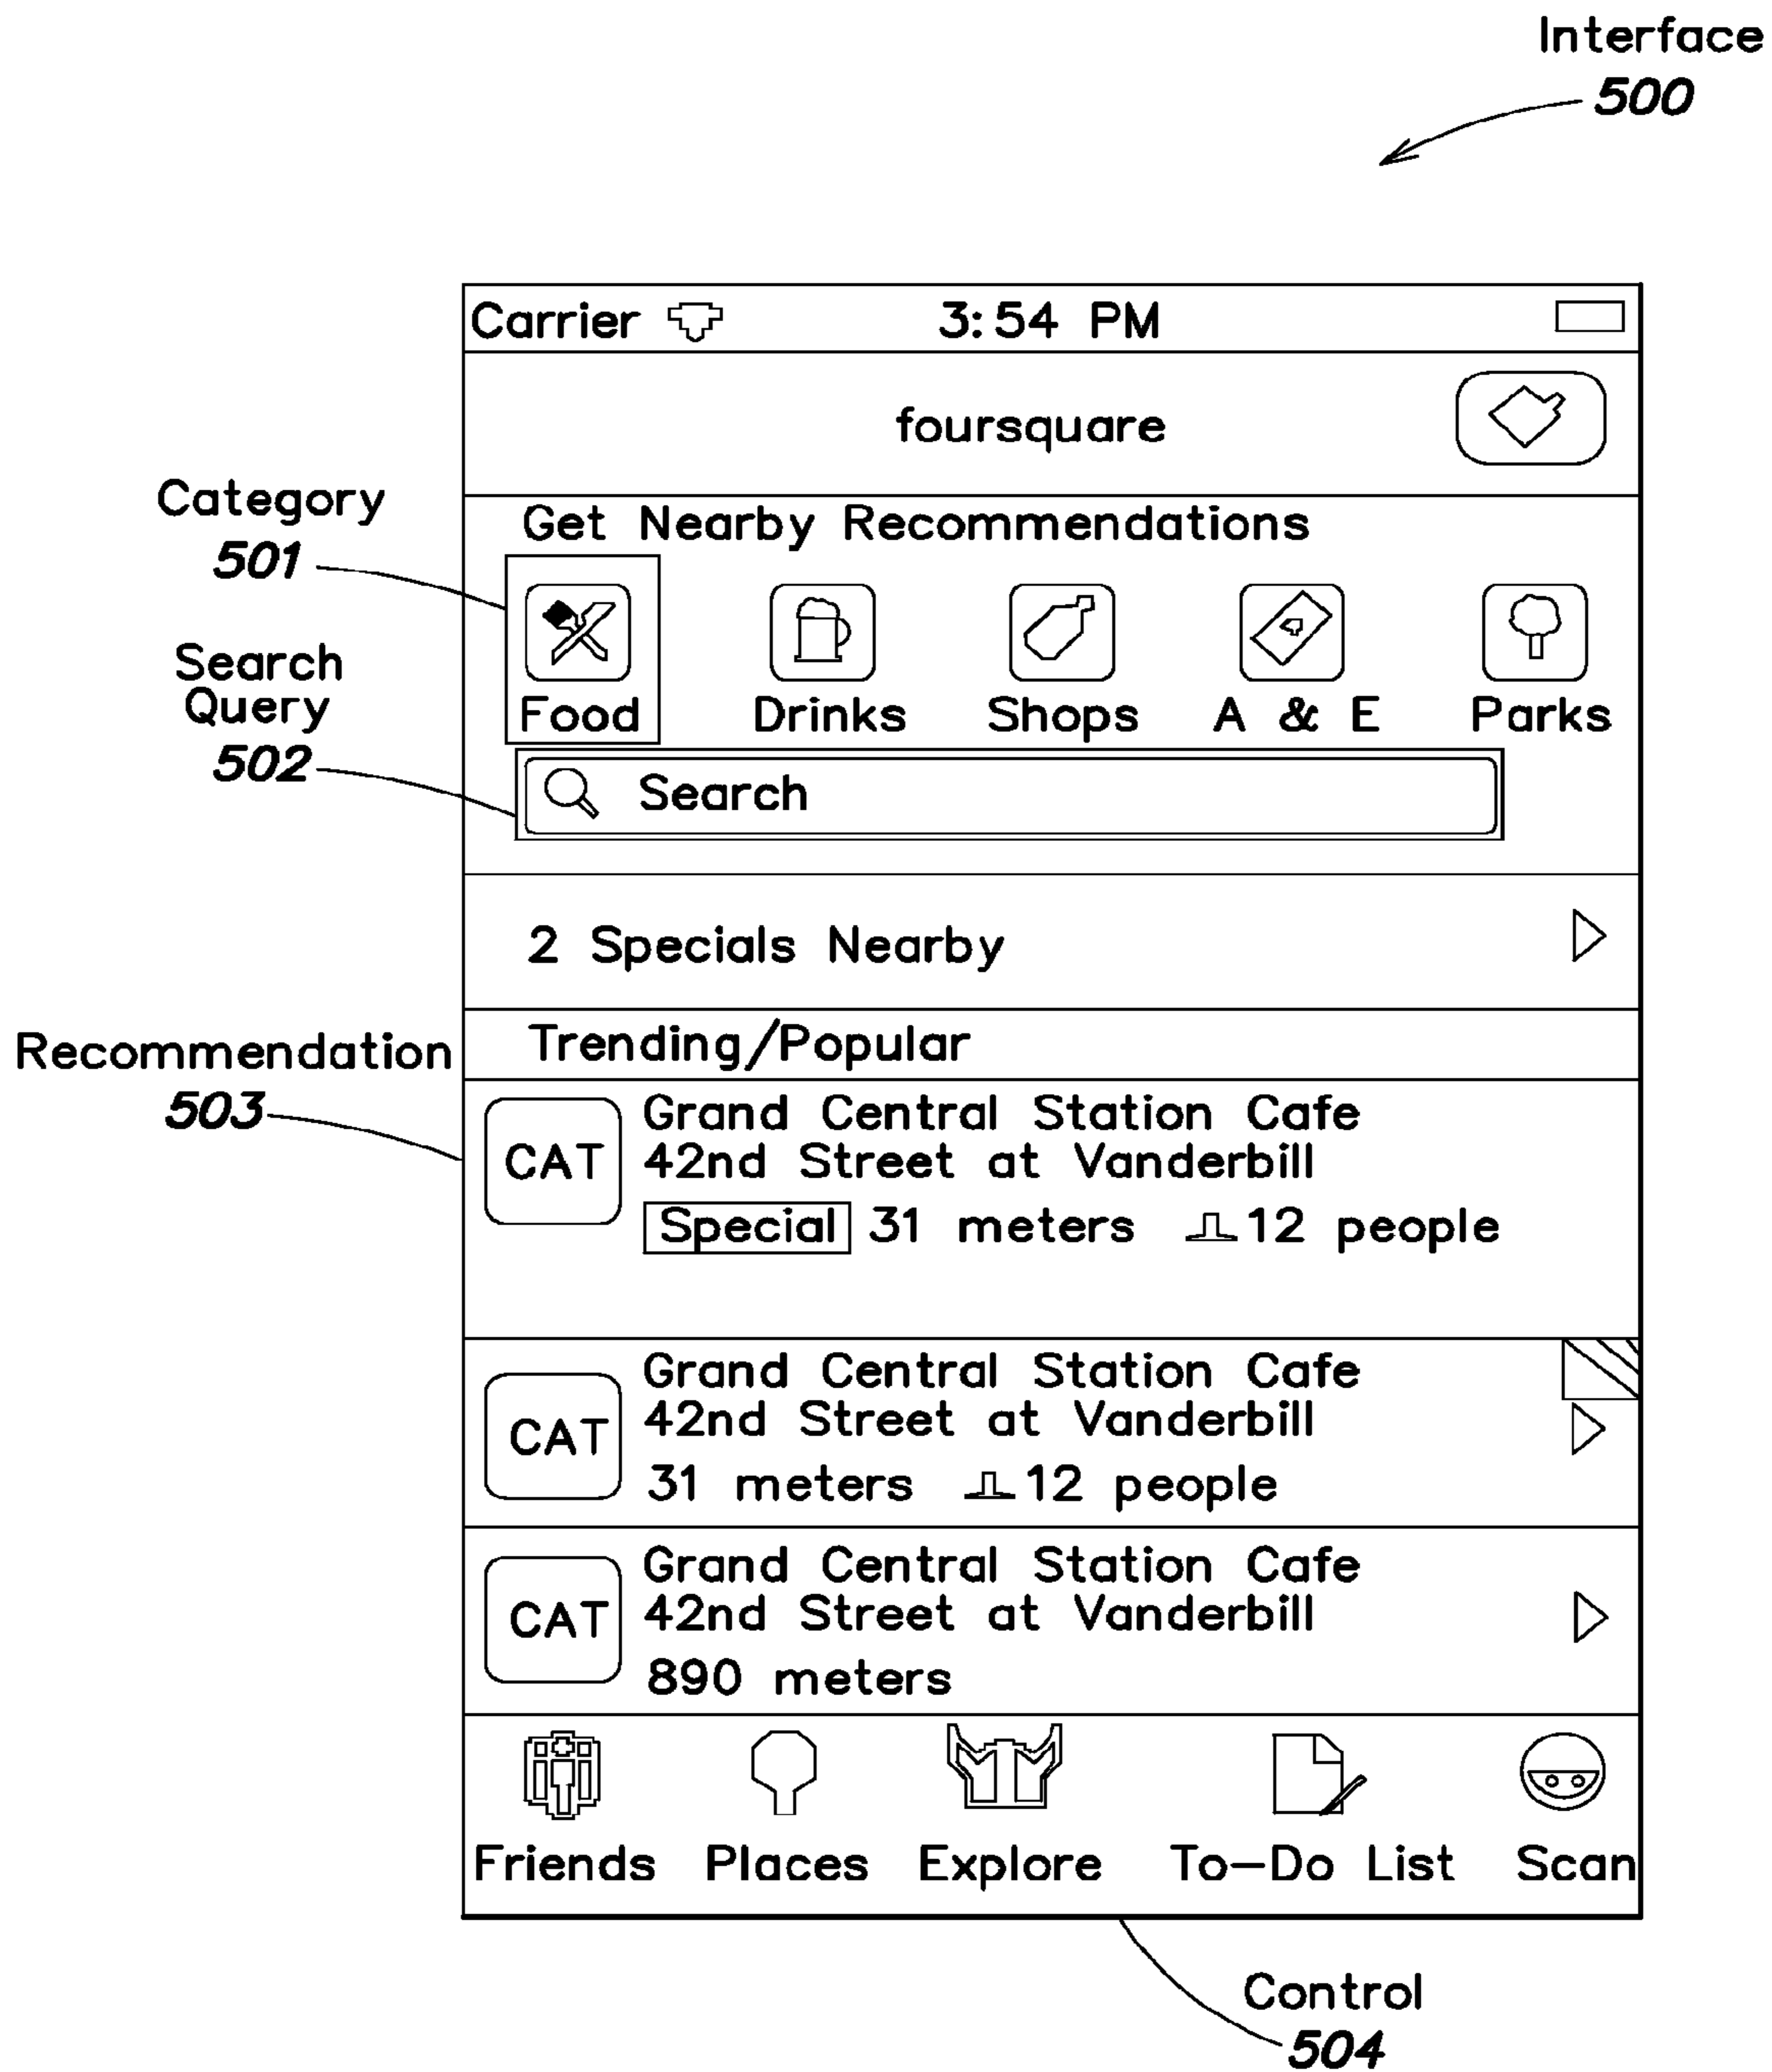 Interface
500
Carrier 3:54 PM
foursquare
Category
501
Get Nearby Recommendations
Food Drinks Shops A & E Parks
Search
Query
502
Search
2 Specials Nearby
Trending/Popular
Recommendation
503
CAT
Grand Central Station Cafe
42nd Street at Vanderbill
Special 31 meters 12 people
CAT
Grand Central Station Cafe
42nd Street at Vanderbill
31 meters 12 people
CAT
Grand Central Station Cafe
42nd Street at Vanderbill
890 meters
Friends Places Explore To-Do List Scan
Control
504